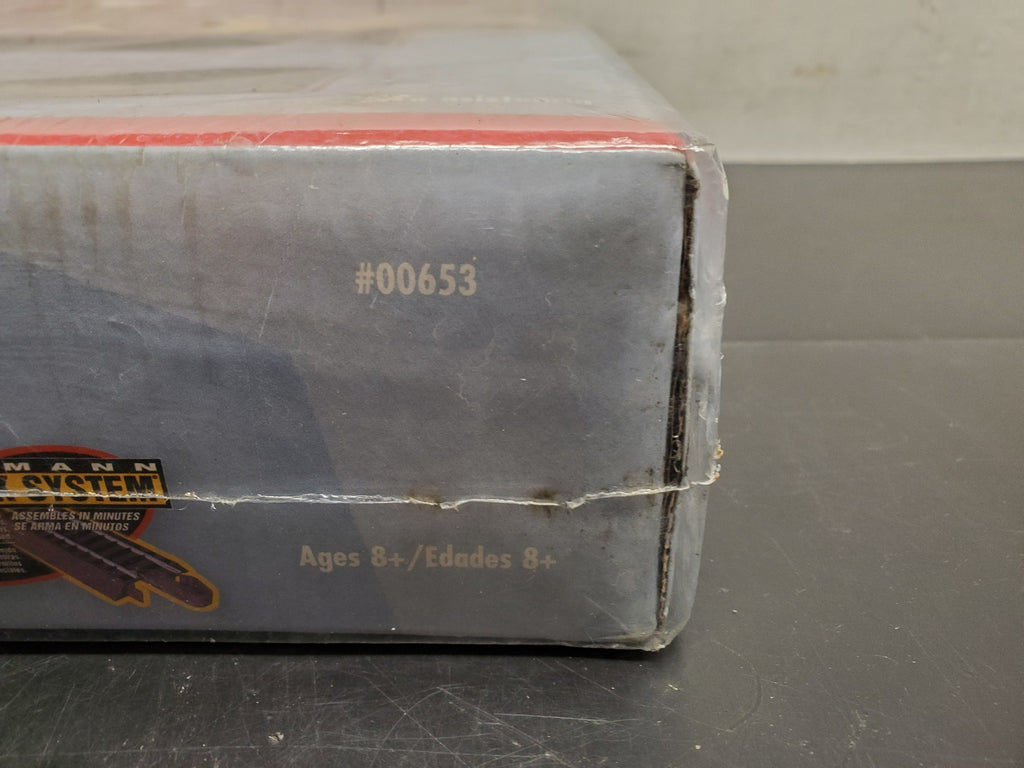 #00653
MANN
SYSTEM
ASSEMBLES IN MINUTES
SE ARMA EN MINUTOS
Ages 8+/Edades 8+